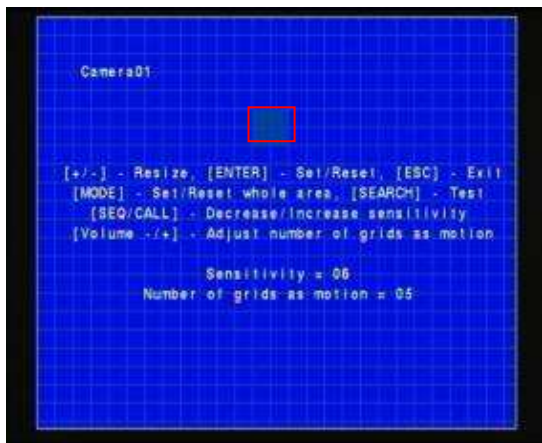 Camera01
[+/-] - Resize, [ENTER] - Set/Reset, [ESC] - Exit
[MODE] - Set/Reset whole area, [SEARCH] - Test
[SEQ/CALL] - Decrease/Increase sensitivity
[Volume -/+] - Adjust number of grids as motion
Sensitivity = 06
Number of grids as motion = 05